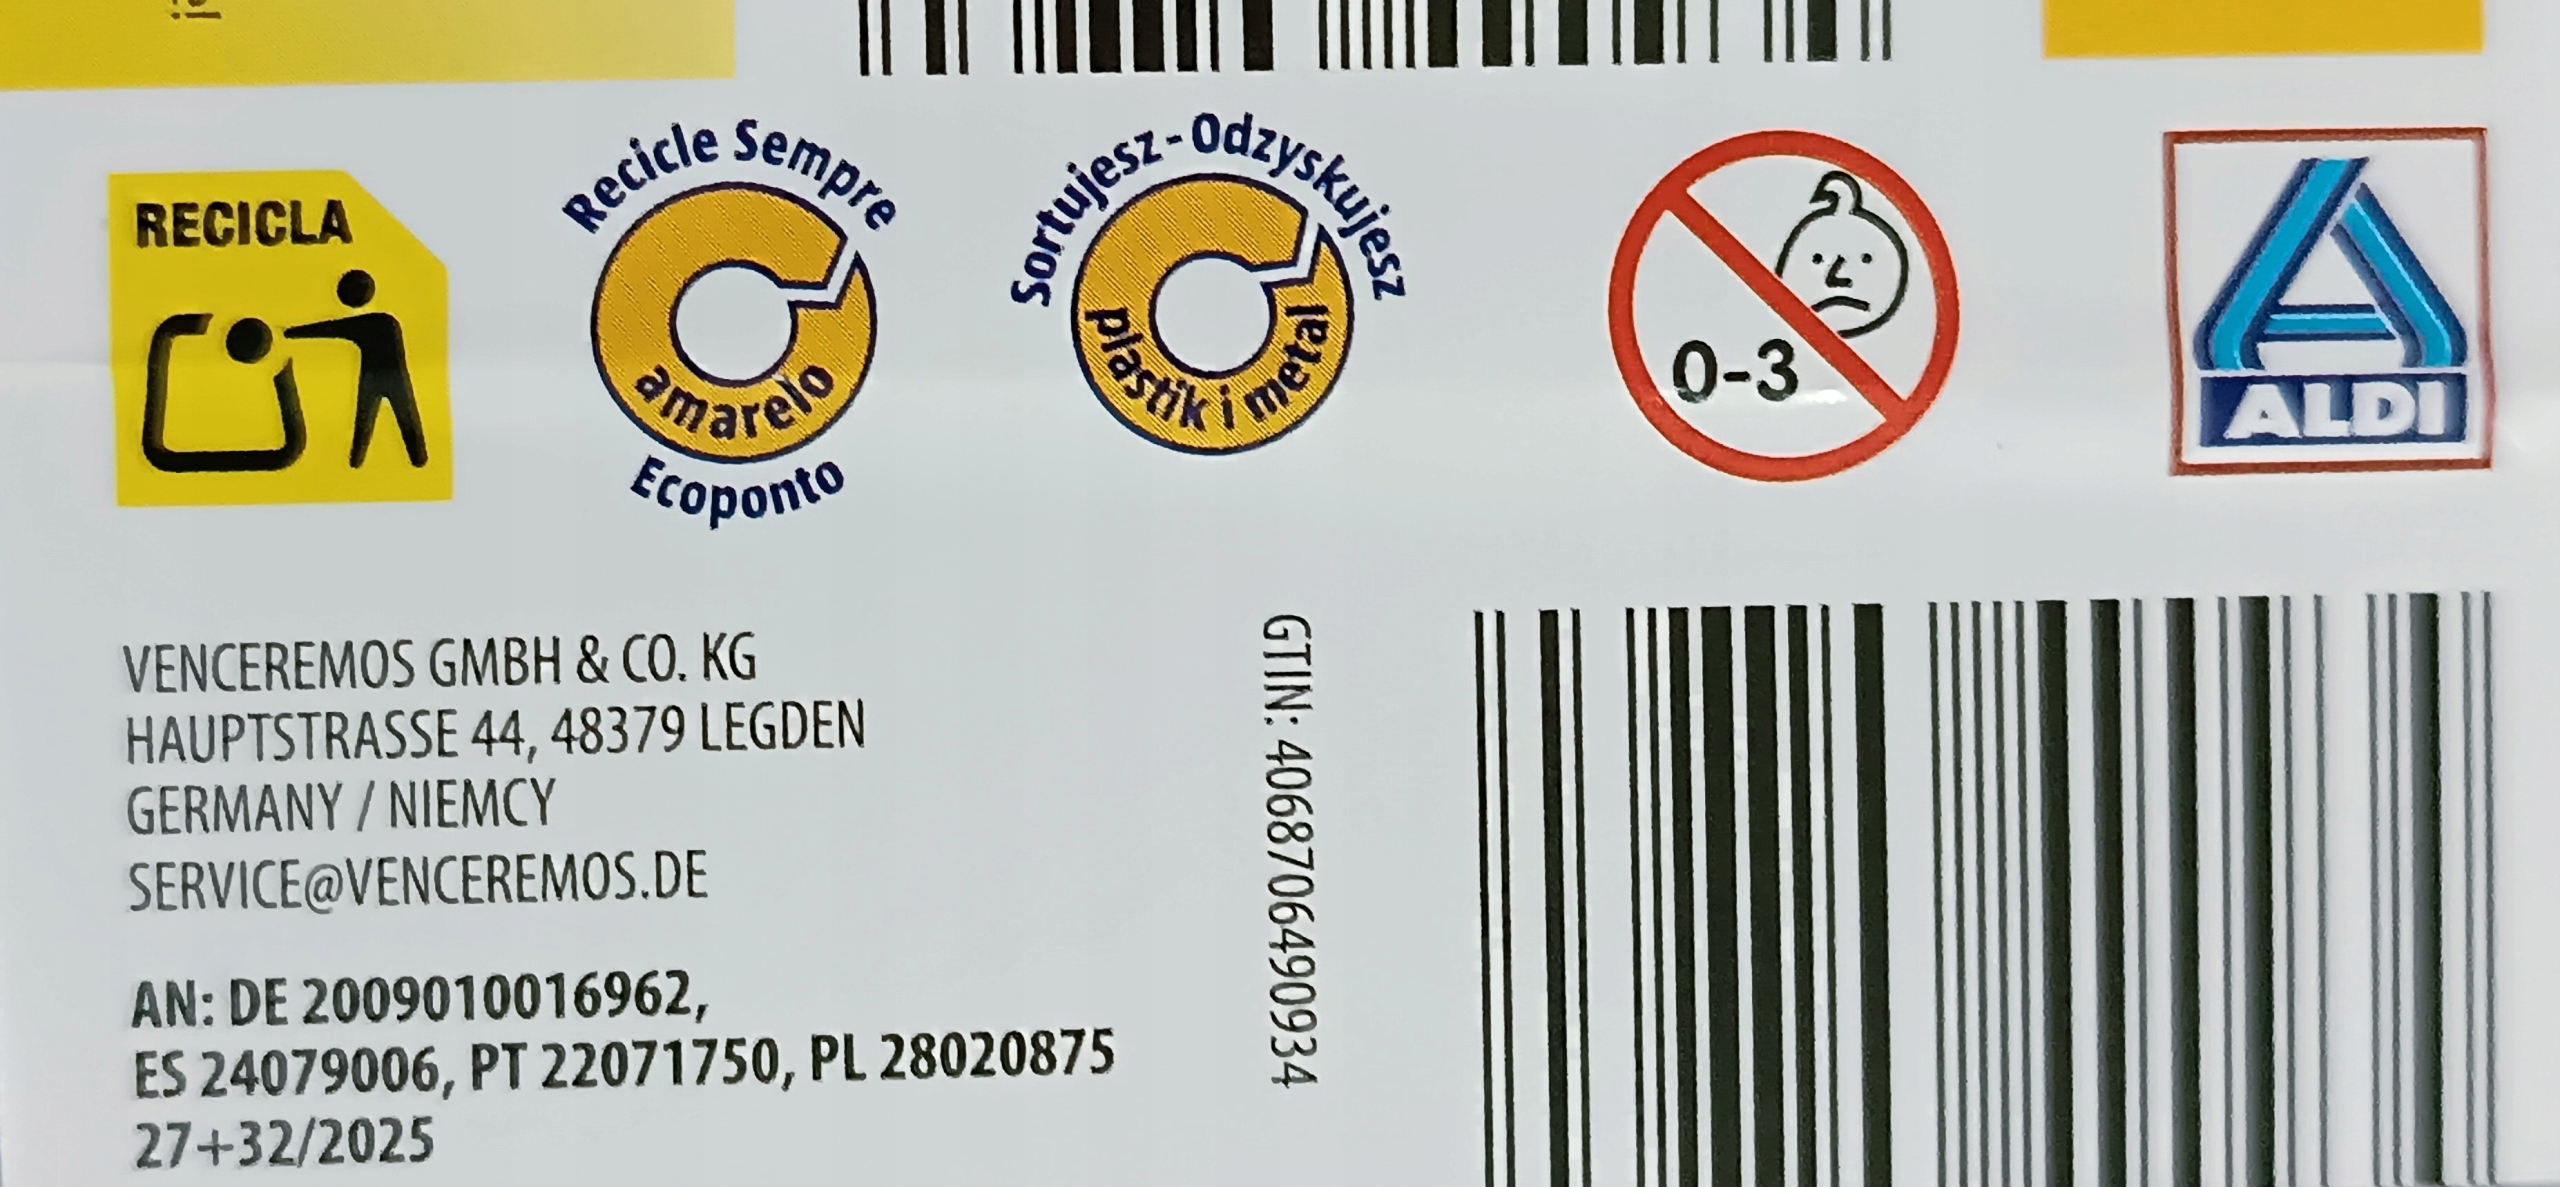 RECICLA
Recicle Sempre
amarelo
Ecoponto
Sortujesz-Odzyskujesz
plastik i metal
0-3
ALDI
VENCEREMOS GMBH & CO. KG
HAUPTSTRASSE 44, 48379 LEGDEN
GERMANY / NIEMCY
SERVICE@VENCEREMOS.DE
AN: DE 2009010016962,
ES 24079006, PT 22071750, PL 28020875
27+32/2025
GTIN: 4068706490934